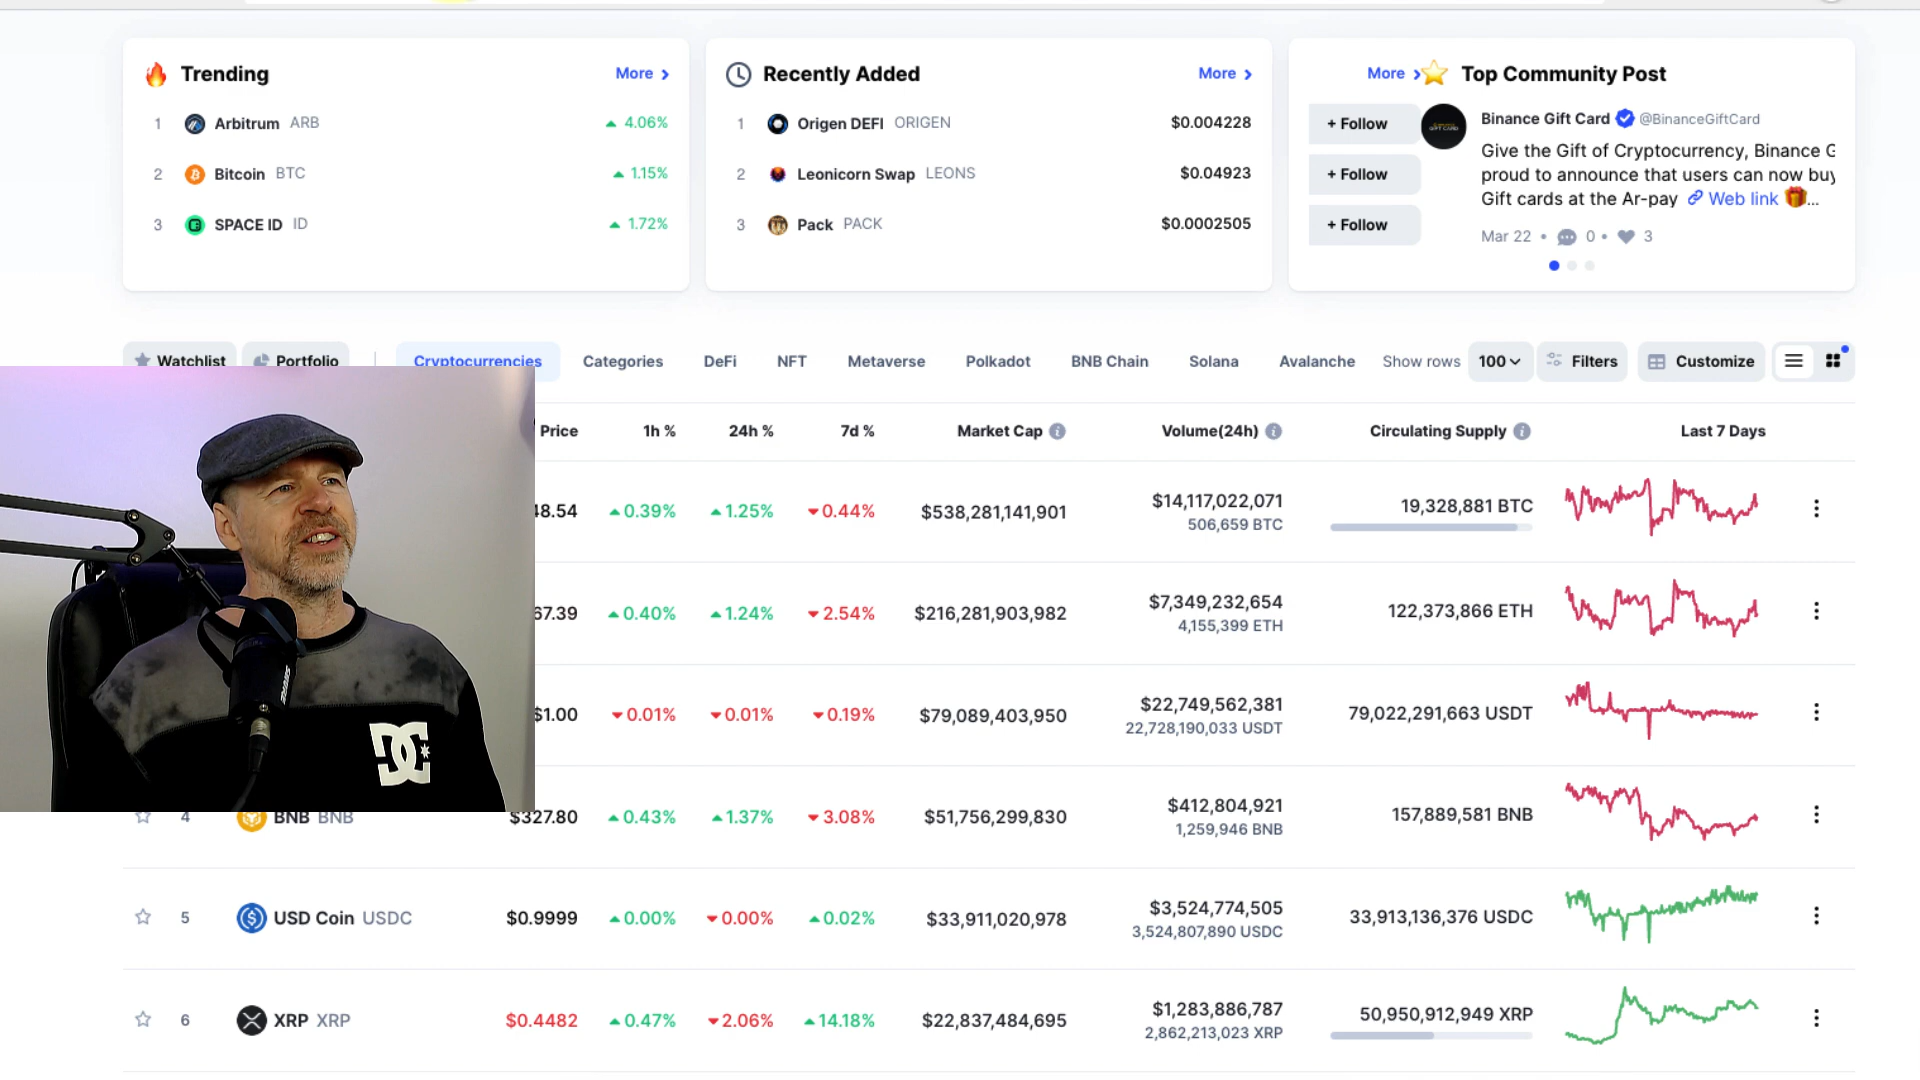 Trending
More
1 Arbitrum ARB 4.06%
2 Bitcoin BTC 1.15%
3 SPACE ID ID 1.72%
Recently Added
More
1 Origen DEFI ORIGEN $0.004228
2 Leonicorn Swap LEONS $0.04923
3 Pack PACK $0.0002505
More
Top Community Post
+ Follow
+ Follow
+ Follow
Binance Gift Card @BinanceGiftCard
Give the Gift of Cryptocurrency, Binance G
proud to announce that users can now buy
Gift cards at the Ar-pay Web link ...
Mar 22 • 0 • 3
Watchlist Portfolio Cryptocurrencies Categories DeFi NFT Metaverse Polkadot BNB Chain Solana Avalanche Show rows 100 Filters Customize
Price 1h % 24h % 7d % Market Cap Volume(24h) Circulating Supply Last 7 Days
48.54 0.39% 1.25% 0.44% $538,281,141,901 $14,117,022,071 19,328,881 BTC
506,659 BTC
67.39 0.40% 1.24% 2.54% $216,281,903,982 $7,349,232,654 122,373,866 ETH
4,155,399 ETH
$1.00 0.01% 0.01% 0.19% $79,089,403,950 $22,749,562,381 79,022,291,663 USDT
22,728,190,033 USDT
4 BNB BNB $327.80 0.43% 1.37% 3.08% $51,756,299,830 $412,804,921 157,889,581 BNB
1,259,946 BNB
5 USD Coin USDC $0.9999 0.00% 0.00% 0.02% $33,911,020,978 $3,524,774,505 33,913,136,376 USDC
3,524,807,890 USDC
6 XRP XRP $0.4482 0.47% 2.06% 14.18% $22,837,484,695 $1,283,886,787 50,950,912,949 XRP
2,862,213,023 XRP
DC